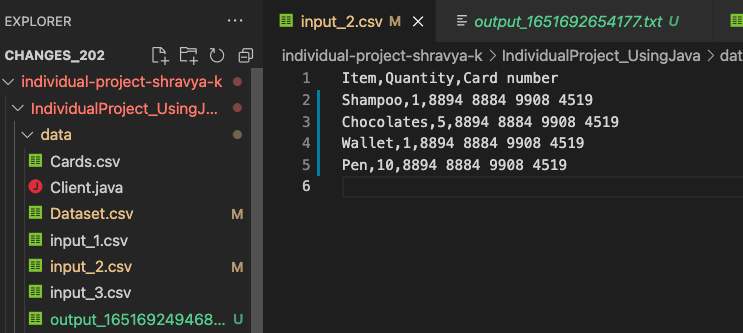 EXPLORER ...
CHANGES_202
individual-project-shravya-k
IndividualProject_UsingJ...
data
Cards.csv
J Client.java
Dataset.csv M
input_1.csv
input_2.csv M
input_3.csv
output_165169249468... U
input_2.csv M ×
output_1651692654177.txt U
individual-project-shravya-k > IndividualProject_UsingJava > dat
1 Item,Quantity,Card number
2 Shampoo,1,8894 8884 9908 4519
3 Chocolates,5,8894 8884 9908 4519
4 Wallet,1,8894 8884 9908 4519
5 Pen,10,8894 8884 9908 4519
6